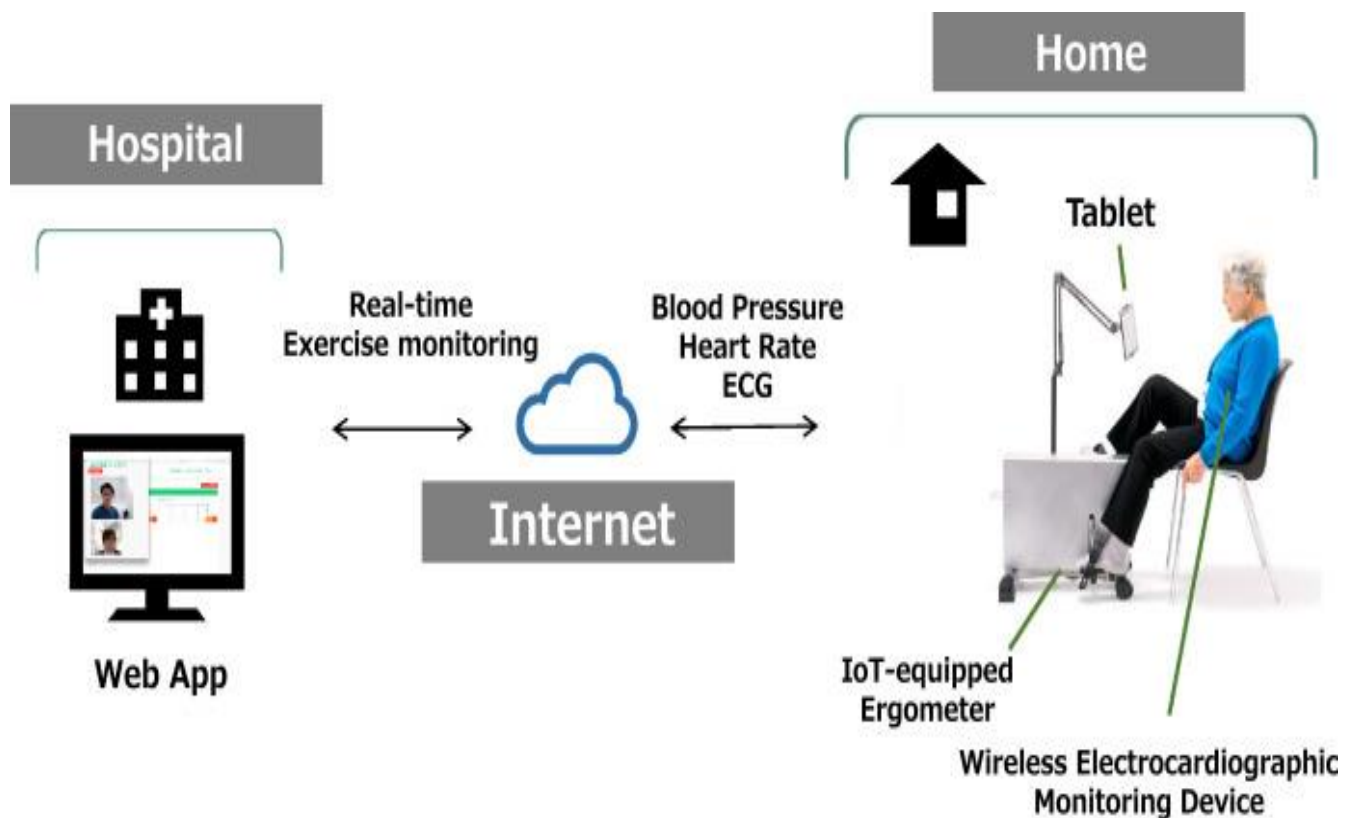 Home
Hospital
Tablet
Real-time
Exercise monitoring
Blood Pressure
Heart Rate
ECG
Internet
Web App
IoT-equipped
Ergometer
Wireless Electrocardiographic
Monitoring Device